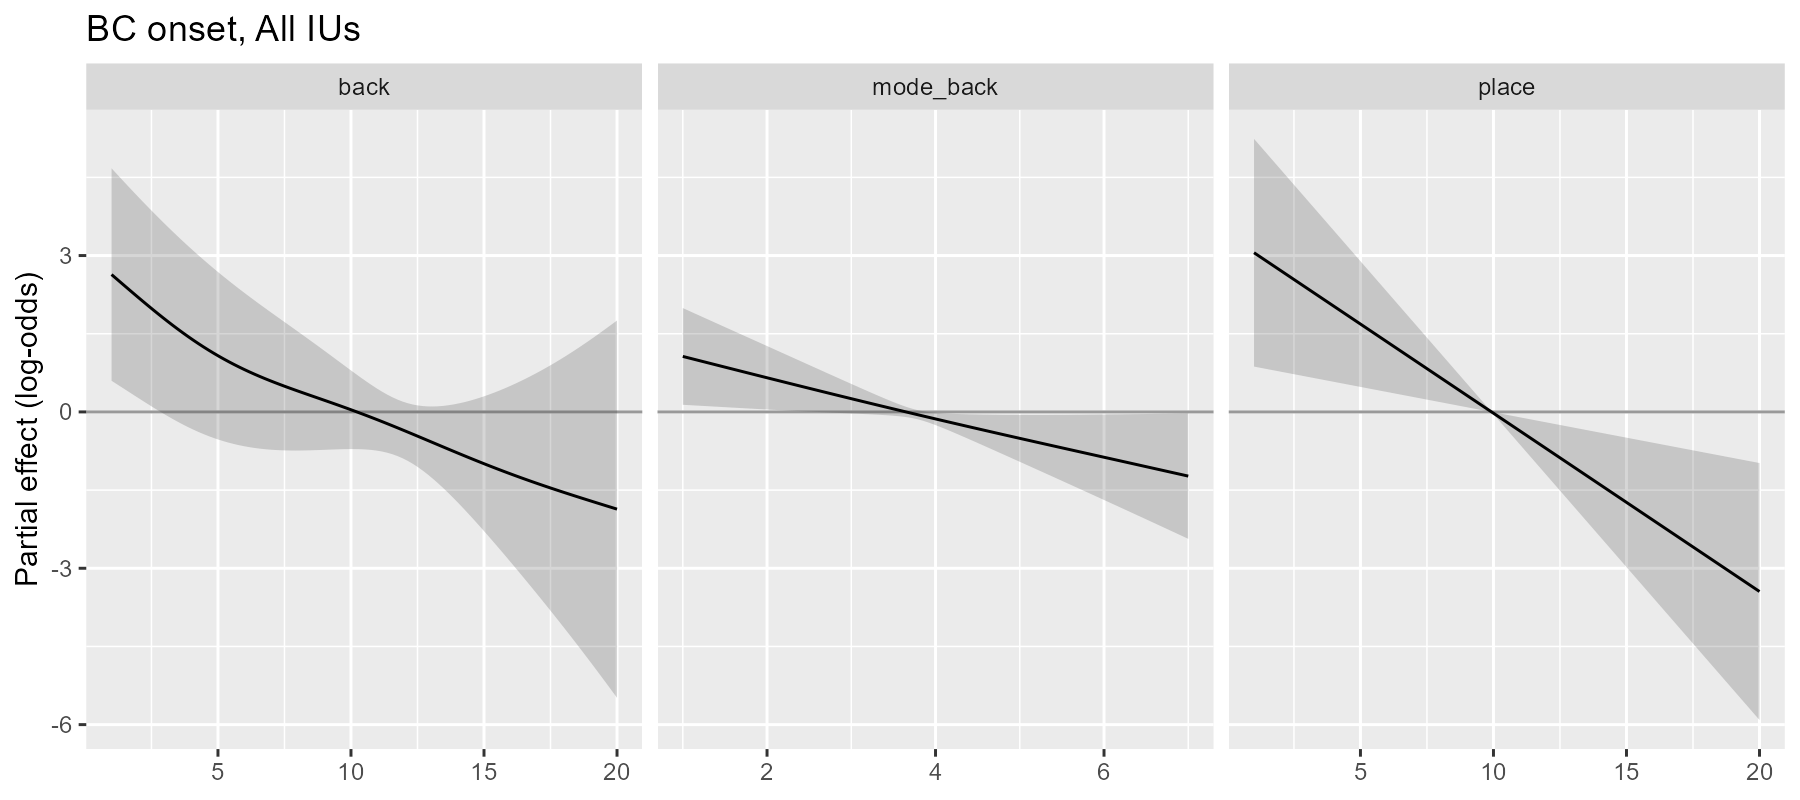 BC onset, All IUs
back mode_back place
Partial effect (log-odds)
3
0
-3
-6
5 10 15 20 2 4 6 5 10 15 20